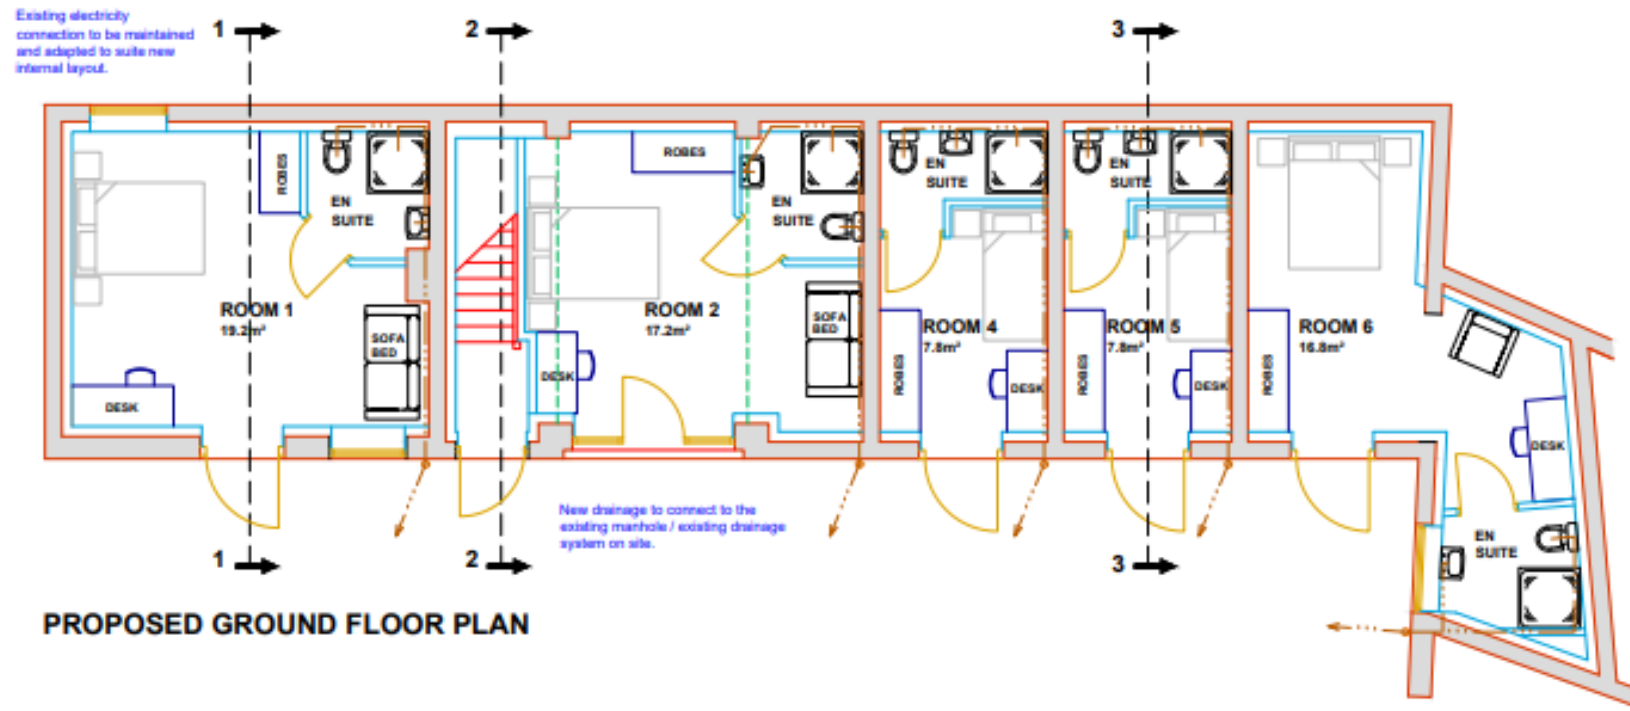 Existing electricity
connection to be maintained
and adapted to suite new
internal layout.
1
2
3
ROBES
EN
SUITE
ROOM 1
19.2m²
SOFA
BED
DESK
ROBES
EN
SUITE
ROOM 2
17.2m²
SOFA
BED
DESK
EN
SUITE
ROOM 4
7.8m²
ROBES
DESK
EN
SUITE
ROOM 5
7.8m²
ROBES
DESK
ROOM 6
16.8m²
ROBES
DESK
EN
SUITE
New drainage to connect to the
existing manhole / existing drainage
system on site.
1
2
3
PROPOSED GROUND FLOOR PLAN